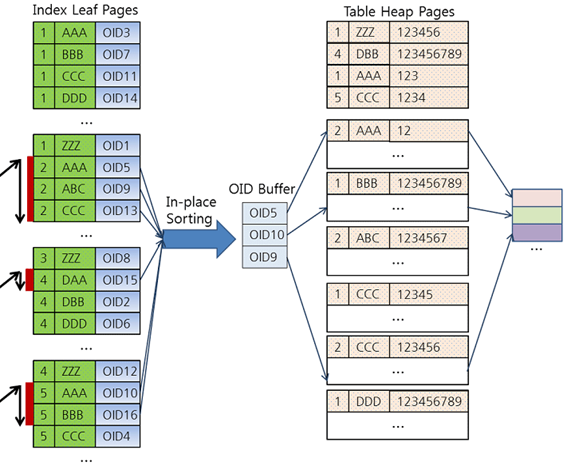 Index Leaf Pages
1 AAA OID3
1 BBB OID7
1 CCC OID11
1 DDD OID14
...
1 ZZZ OID1
2 AAA OID5
2 ABC OID9
2 CCC OID13
...
3 ZZZ OID8
4 DAA OID15
4 DBB OID2
4 DDD OID6
...
4 ZZZ OID12
5 AAA OID10
5 BBB OID16
5 CCC OID4
...
In-place
Sorting
OID Buffer
OID5
OID10
OID9
Table Heap Pages
1 ZZZ 123456
4 DBB 123456789
1 AAA 123
5 CCC 1234
2 AAA 12
...
1 BBB 123456789
...
2 ABC 1234567
...
1 CCC 12345
...
2 CCC 123456
...
1 DDD 123456789
...
...